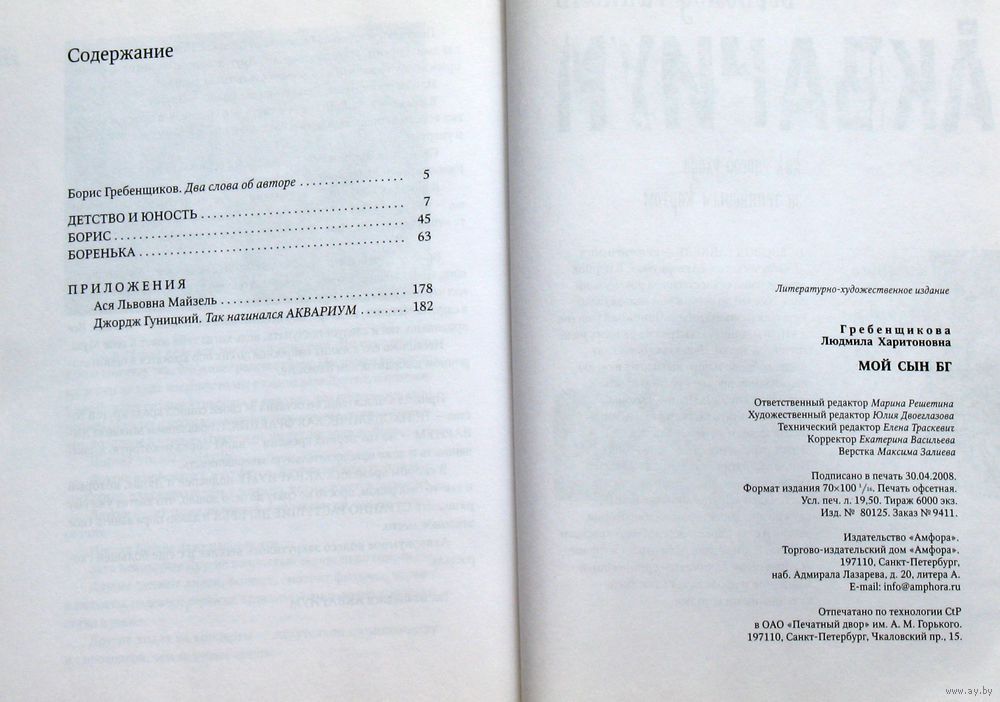 Содержание
Борис Гребенщиков. Два слова об авторе . . . . . . . . . . . . . . . . . . 5
ДЕТСТВО И ЮНОСТЬ . . . . . . . . . . . . . . . . . . . . . . . . . . . . . . . . 7
БОРИС . . . . . . . . . . . . . . . . . . . . . . . . . . . . . . . . . . . . . . . . . . . . . 45
БОРЕНЬКА . . . . . . . . . . . . . . . . . . . . . . . . . . . . . . . . . . . . . . . . . . 63
ПРИЛОЖЕНИЯ
Ася Львовна Майзель . . . . . . . . . . . . . . . . . . . . . . . . . . . . . 178
Джордж Гуницкий. Так начинался АКВАРИУМ . . . . . . . . 182
Литературно-художественное издание
Гребенщикова
Людмила Харитоновна
МОЙ СЫН БГ
Ответственный редактор Марина Решетина
Художественный редактор Юлия Двоеглазова
Технический редактор Елена Траскевич
Корректор Екатерина Васильева
Верстка Максима Залиева
Подписано в печать 30.04.2008.
Формат издания 70×100 1/16. Печать офсетная.
Усл. печ. л. 19,50. Тираж 6000 экз.
Изд. № 80125. Заказ № 9411.
Издательство «Амфора».
Торгово-издательский дом «Амфора».
197110, Санкт-Петербург,
наб. Адмирала Лазарева, д. 20, литера А.
E-mail: info@amphora.ru
Отпечатано по технологии CtP
в ОАО «Печатный двор» им. А. М. Горького.
197110, Санкт-Петербург, Чкаловский пр., 15.
www.ay.by